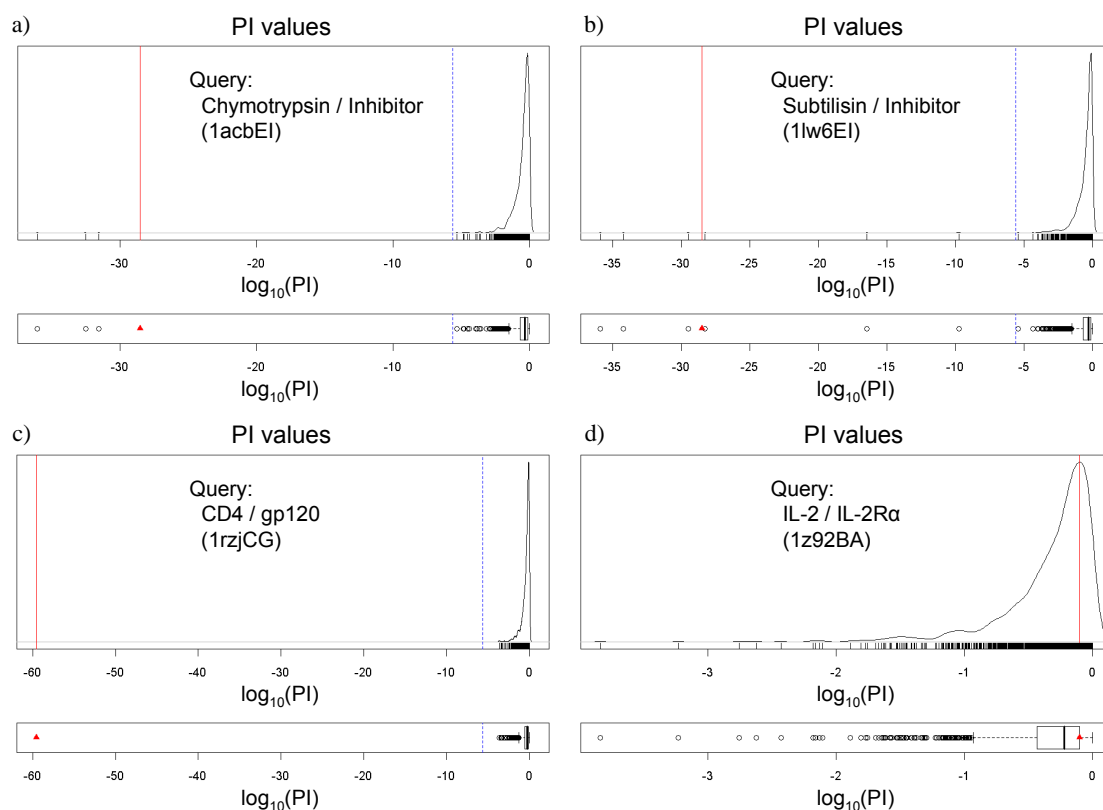 a)
PI values
Query:
Chymotrypsin / Inhibitor
(1acbEI)
-30 -20 -10 0
log10(PI)
-30 -20 -10 0
log10(PI)
b)
PI values
Query:
Subtilisin / Inhibitor
(1lw6EI)
-35 -30 -25 -20 -15 -10 -5 0
log10(PI)
-35 -30 -25 -20 -15 -10 -5 0
log10(PI)
c)
PI values
Query:
CD4 / gp120
(1rzjCG)
-60 -50 -40 -30 -20 -10 0
log10(PI)
-60 -50 -40 -30 -20 -10 0
log10(PI)
d)
PI values
Query:
IL-2 / IL-2Rα
(1z92BA)
-3 -2 -1 0
log10(PI)
-3 -2 -1 0
log10(PI)